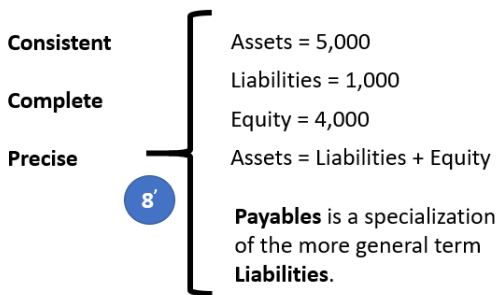 Consistent
Complete
Precise
8′
Assets = 5,000
Liabilities = 1,000
Equity = 4,000
Assets = Liabilities + Equity
Payables is a specialization
of the more general term
Liabilities.